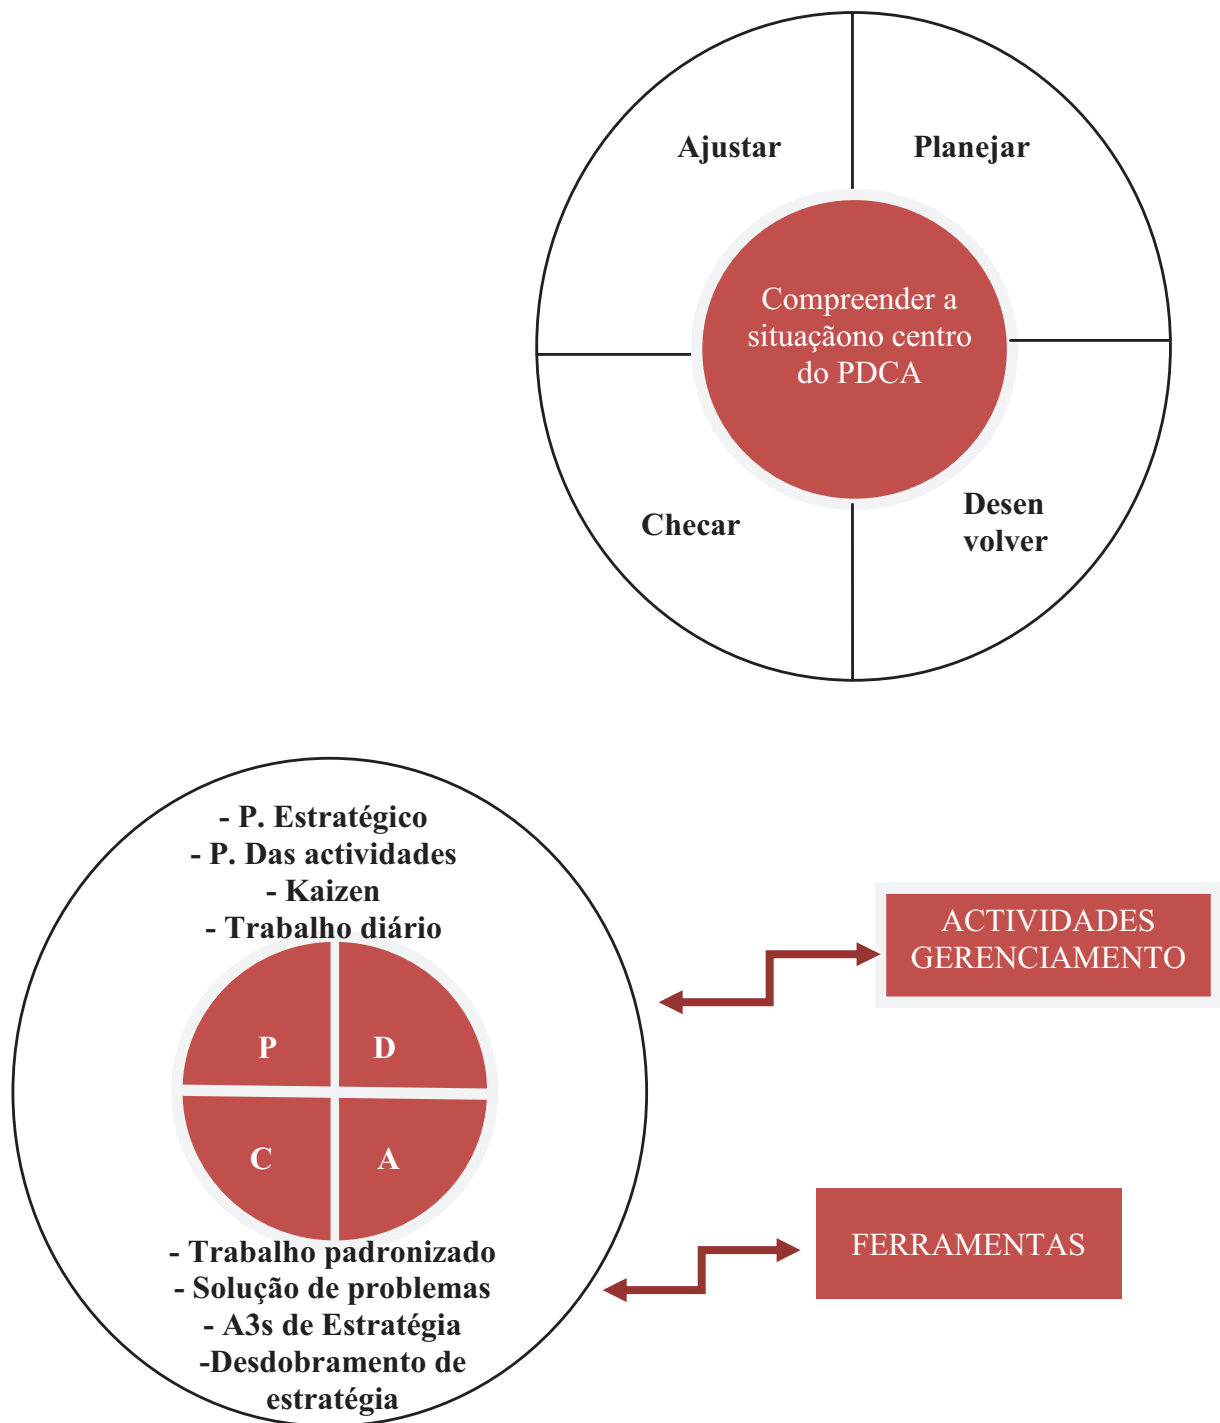 Ajustar
Planejar
Compreender a
situaçãono centro
do PDCA
Checar
Desen
volver
- P. Estratégico
- P. Das actividades
- Kaizen
- Trabalho diário
P
D
C
A
- Trabalho padronizado
- Solução de problemas
- A3s de Estratégia
-Desdobramento de
estratégia
ACTIVIDADES
GERENCIAMENTO
FERRAMENTAS